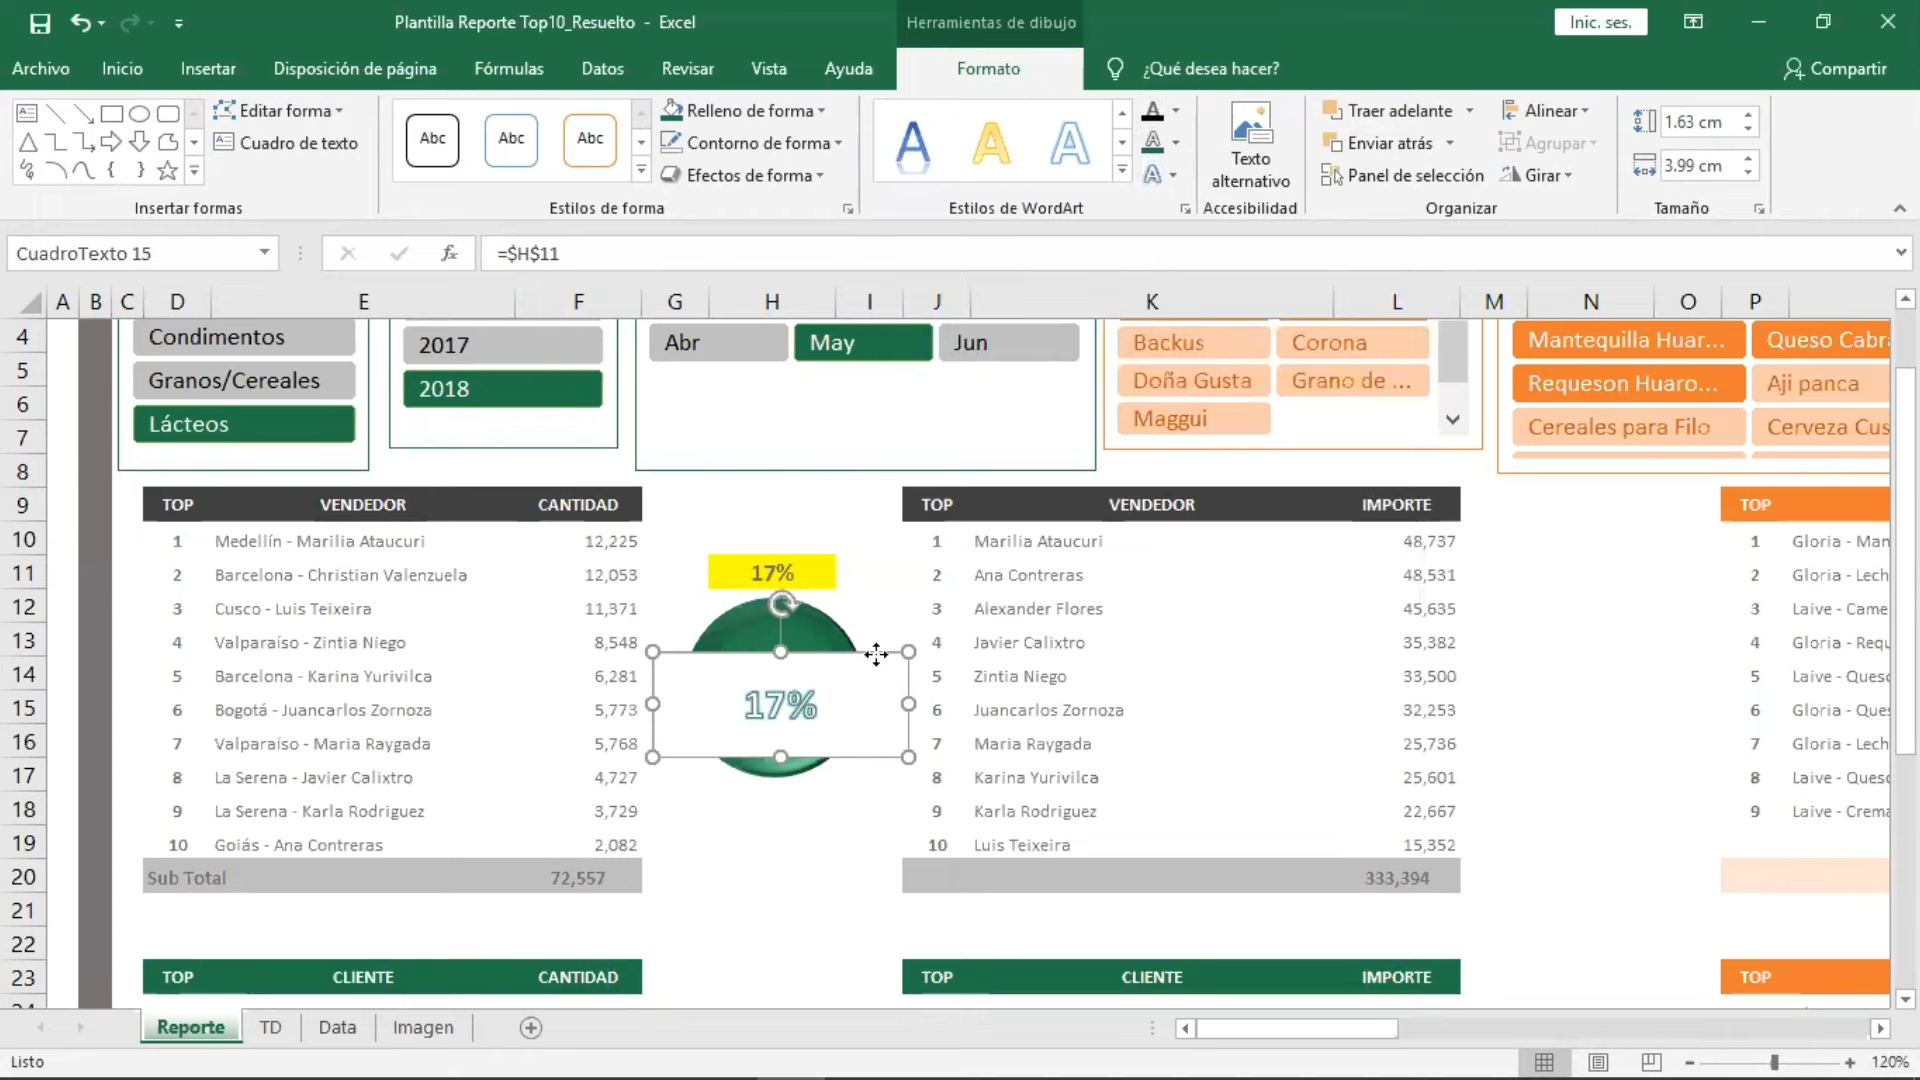 Plantilla Reporte Top10_Resuelto - Excel
Herramientas de dibujo
Inic. ses.
Archivo Inicio Insertar Disposición de página Fórmulas Datos Revisar Vista Ayuda Formato ¿Qué desea hacer? Compartir
Editar forma
Cuadro de texto
Insertar formas
Abc Abc Abc
Relleno de forma
Contorno de forma
Efectos de forma
Estilos de forma
A A A
Estilos de WordArt
Texto
alternativo
Accesibilidad
Traer adelante
Enviar atrás
Panel de selección
Alinear
Agrupar
Girar
Organizar
1.63 cm
3.99 cm
Tamaño
CuadroTexto 15 fx =$H$11
A B C D E F G H I J K L M N O P
4 Condimentos 2017 Abr May Jun Backus Corona Mantequilla Huar... Queso Cabr
5 Granos/Cereales 2018 Doña Gusta Grano de ... Requeson Huaro... Aji panca
6
7 Lácteos Maggui Cereales para Filo Cerveza Cus
8
9 TOP VENDEDOR CANTIDAD TOP VENDEDOR IMPORTE TOP
10 1 Medellín - Marilia Ataucuri 12,225 1 Marilia Ataucuri 48,737 1 Gloria - Man
11 2 Barcelona - Christian Valenzuela 12,053 17% 2 Ana Contreras 48,531 2 Gloria - Lech
12 3 Cusco - Luis Teixeira 11,371 3 Alexander Flores 45,635 3 Laive - Came
13 4 Valparaíso - Zintia Niego 8,548 4 Javier Calixtro 35,382 4 Gloria - Requ
14 5 Barcelona - Karina Yurivilca 6,281 5 Zintia Niego 33,500 5 Laive - Ques
15 6 Bogotá - Juancarlos Zornoza 5,773 17% 6 Juancarlos Zornoza 32,253 6 Gloria - Ques
16 7 Valparaíso - Maria Raygada 5,768 7 Maria Raygada 25,736 7 Gloria - Lech
17 8 La Serena - Javier Calixtro 4,727 8 Karina Yurivilca 25,601 8 Laive - Ques
18 9 La Serena - Karla Rodriguez 3,729 9 Karla Rodriguez 22,667 9 Laive - Crema
19 10 Goiás - Ana Contreras 2,082 10 Luis Teixeira 15,352
20 Sub Total 72,557 333,394
21
22
23 TOP CLIENTE CANTIDAD TOP CLIENTE IMPORTE TOP
Reporte TD Data Imagen
Listo 120%